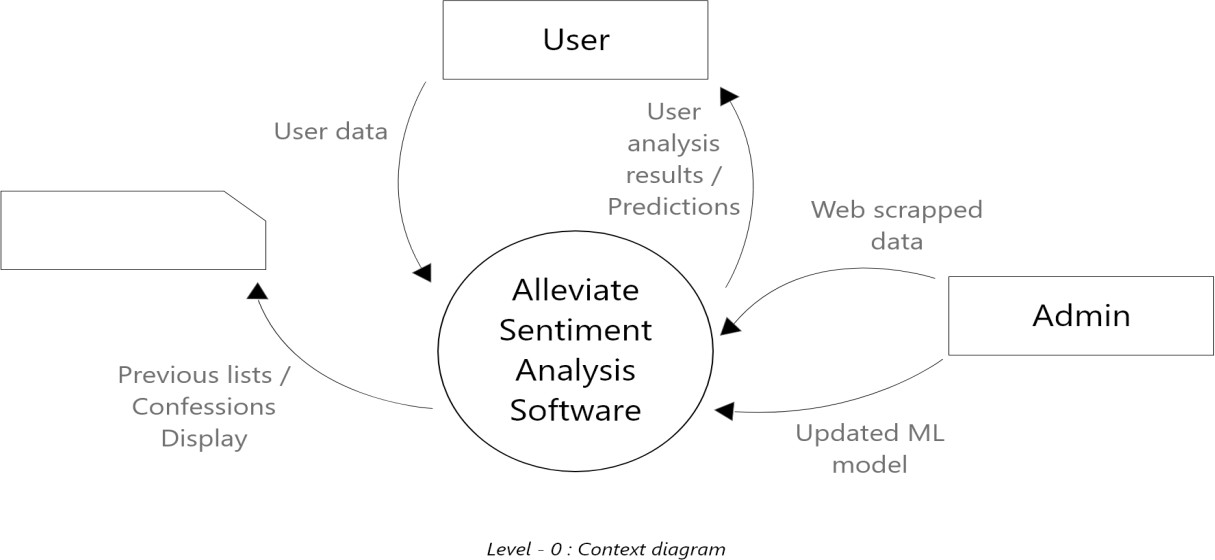 User
User data
User
analysis
results /
Predictions
Web scrapped
data
Alleviate
Sentiment
Analysis
Software
Admin
Previous lists /
Confessions
Display
Updated ML
model
Level - 0 : Context diagram